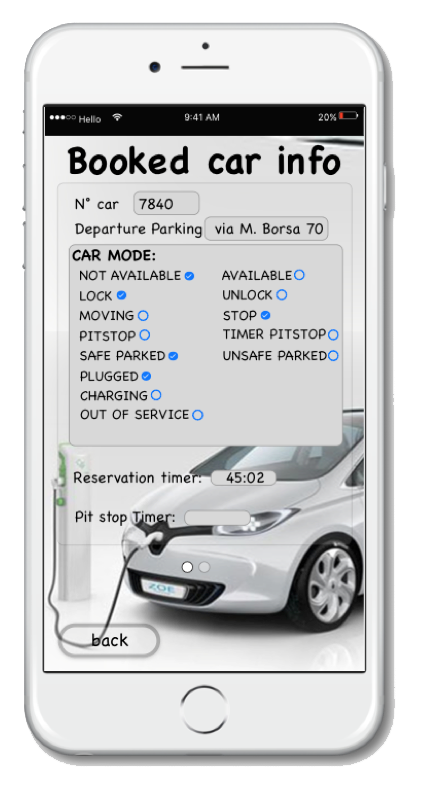 Hello 9:41 AM 20%
Booked car info
N° car 7840
Departure Parking via M. Borsa 70
CAR MODE:
NOT AVAILABLE AVAILABLE
LOCK UNLOCK
MOVING STOP
PITSTOP TIMER PITSTOP
SAFE PARKED UNSAFE PARKED
PLUGGED
CHARGING
OUT OF SERVICE
Reservation timer: 45:02
Pit stop Timer:
ZOE
back